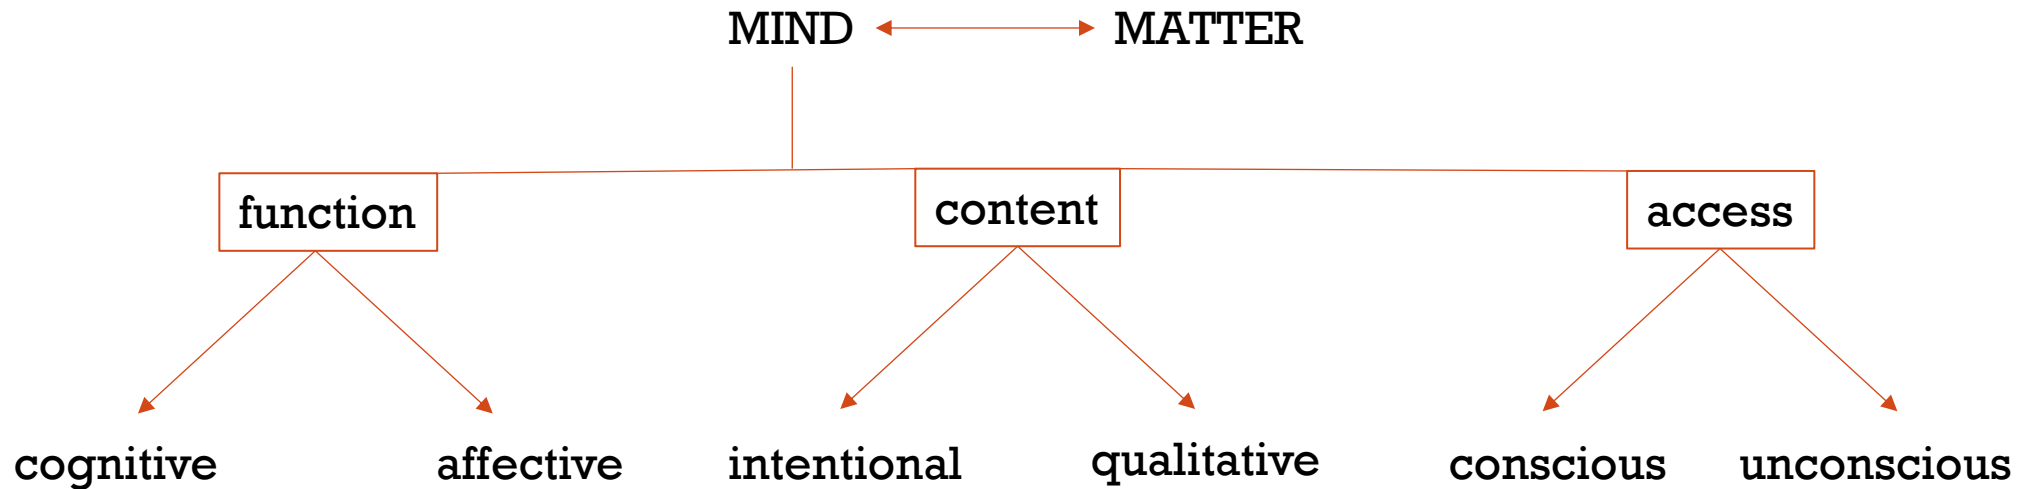 MIND MATTER
function content access
cognitive affective intentional qualitative conscious unconscious